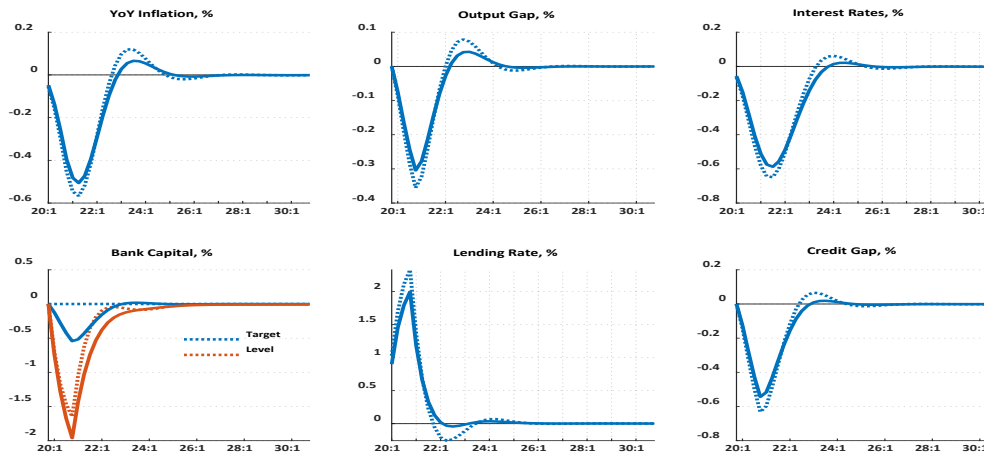 YoY Inflation, %
0.2
0
-0.2
-0.4
-0.6
20:1 22:1 24:1 26:1 28:1 30:1
Output Gap, %
0.1
0
-0.1
-0.2
-0.3
-0.4
20:1 22:1 24:1 26:1 28:1 30:1
Interest Rates, %
0.2
0
-0.2
-0.4
-0.6
-0.8
20:1 22:1 24:1 26:1 28:1 30:1
Bank Capital, %
0.5
0
-0.5
-1
-1.5
-2
Target
Level
20:1 22:1 24:1 26:1 28:1 30:1
Lending Rate, %
2
1.5
1
0.5
0
20:1 22:1 24:1 26:1 28:1 30:1
Credit Gap, %
0.2
0
-0.2
-0.4
-0.6
-0.8
20:1 22:1 24:1 26:1 28:1 30:1